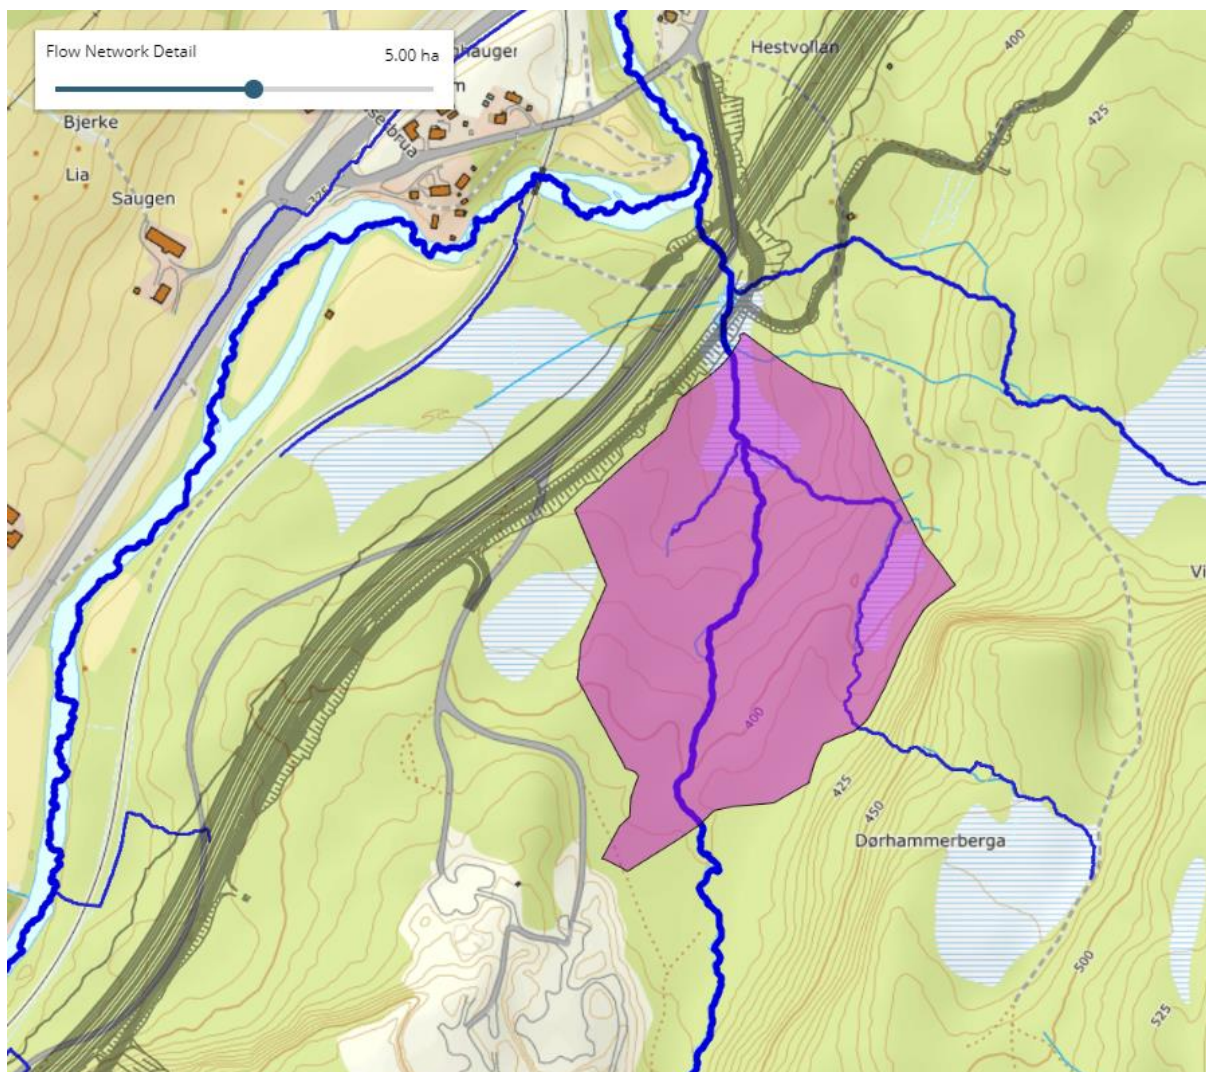 Flow Network Detail
5.00 ha
Hestvollan
400
425
Bjerke
Lia
Saugen
400
425
450
Dørhammerberga
500
525